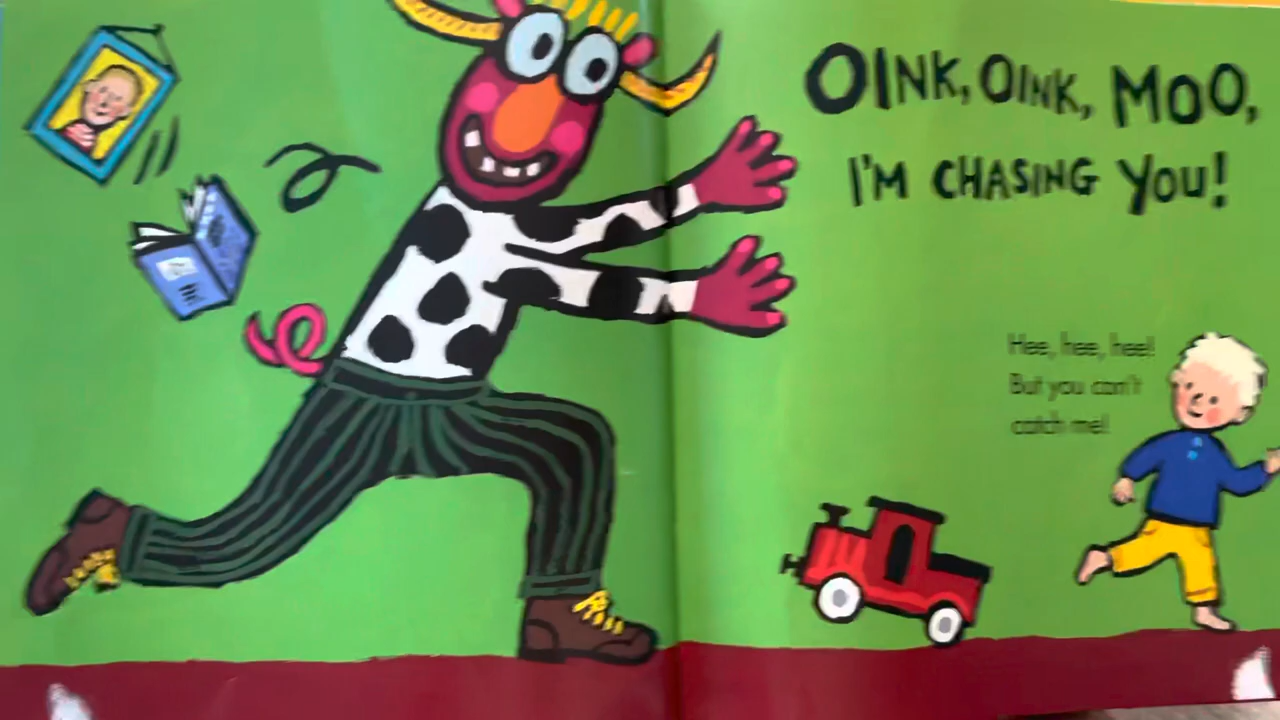 OINK, OINK, MOO,
I'M CHASING YOU!
Hee, hee, hee!
But you can't
catch me!